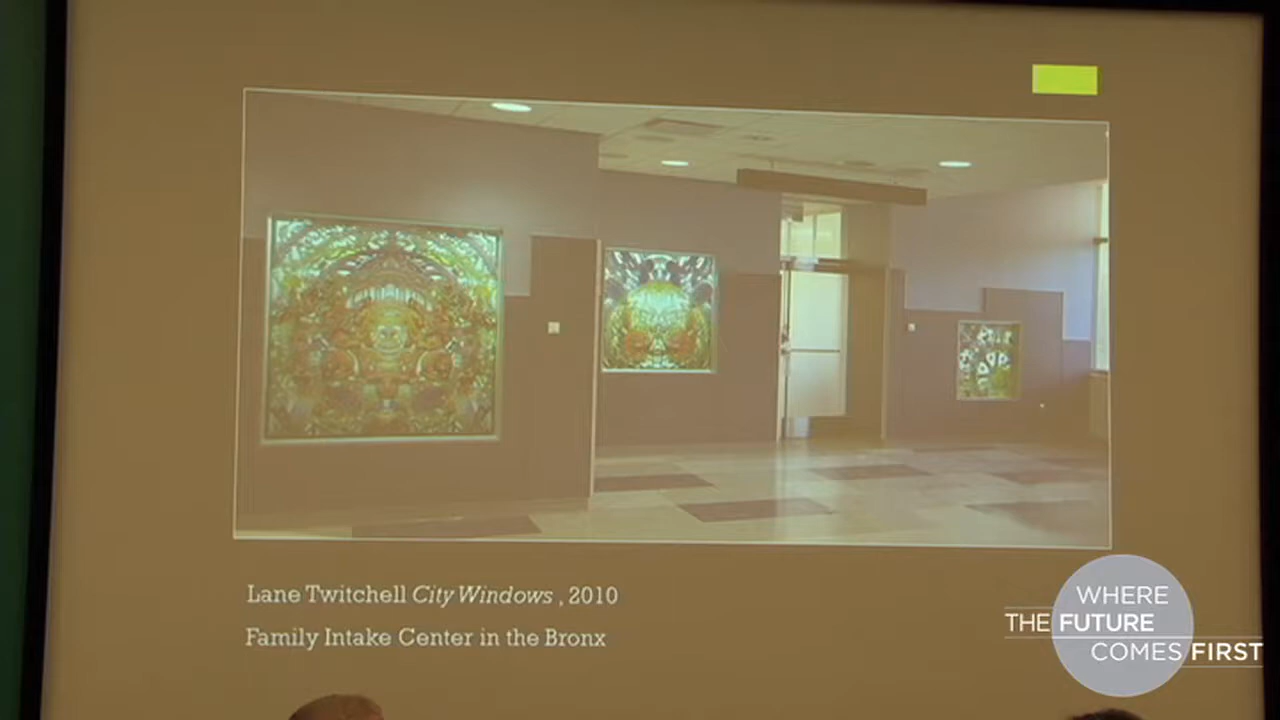 Lane Twitchell City Windows , 2010
Family Intake Center in the Bronx
WHERE
THE FUTURE
COMES FIRST